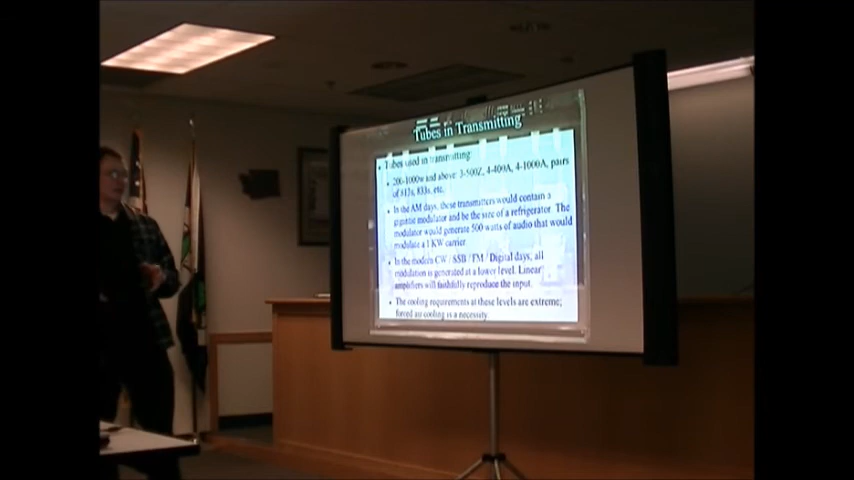 Tubes in Transmitting
• Tubes used in transmitting:
• 200-1000w and above: 3-500Z, 4-400A, 4-1000A, pairs
of 813s, 833s, etc.
• In the AM days, these transmitters would contain a
gigantic modulator and be the size of a refrigerator. The
modulator would generate 500 watts of audio that would
modulate a 1 KW carrier
• In the modern CW / SSB / FM / Digital days, all
modulation is generated at a lower level. Linear
amplifiers will faithfully reproduce the input.
• The cooling requirements at these levels are extreme;
forced air cooling is a necessity.